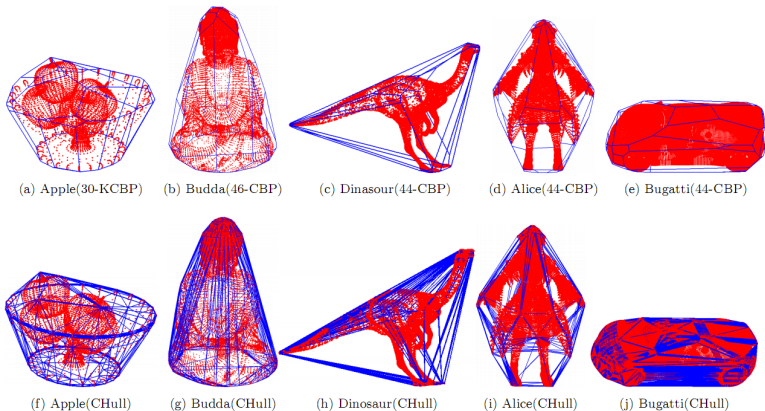 (a) Apple(30-KCBP) (b) Budda(46-CBP) (c) Dinasour(44-CBP) (d) Alice(44-CBP) (e) Bugatti(44-CBP)
(f) Apple(CHull) (g) Budda(CHull) (h) Dinosaur(CHull) (i) Alice(CHull) (j) Bugatti(CHull)